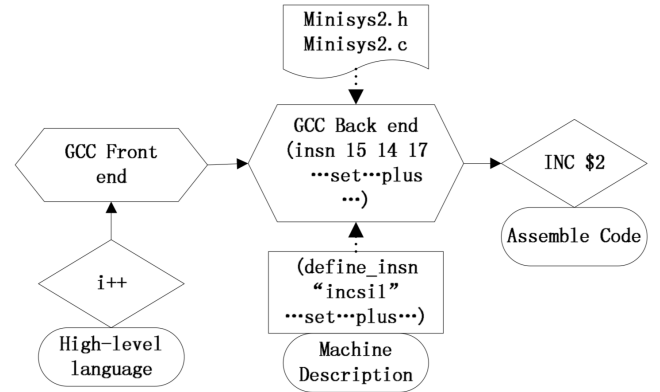 Minisys2.h
Minisys2.c
GCC Front
end
GCC Back end
(insn 15 14 17
…set…plus
…)
INC $2
Assemble Code
i++
High-level
language
(define_insn
“incsi1”
…set…plus…)
Machine
Description